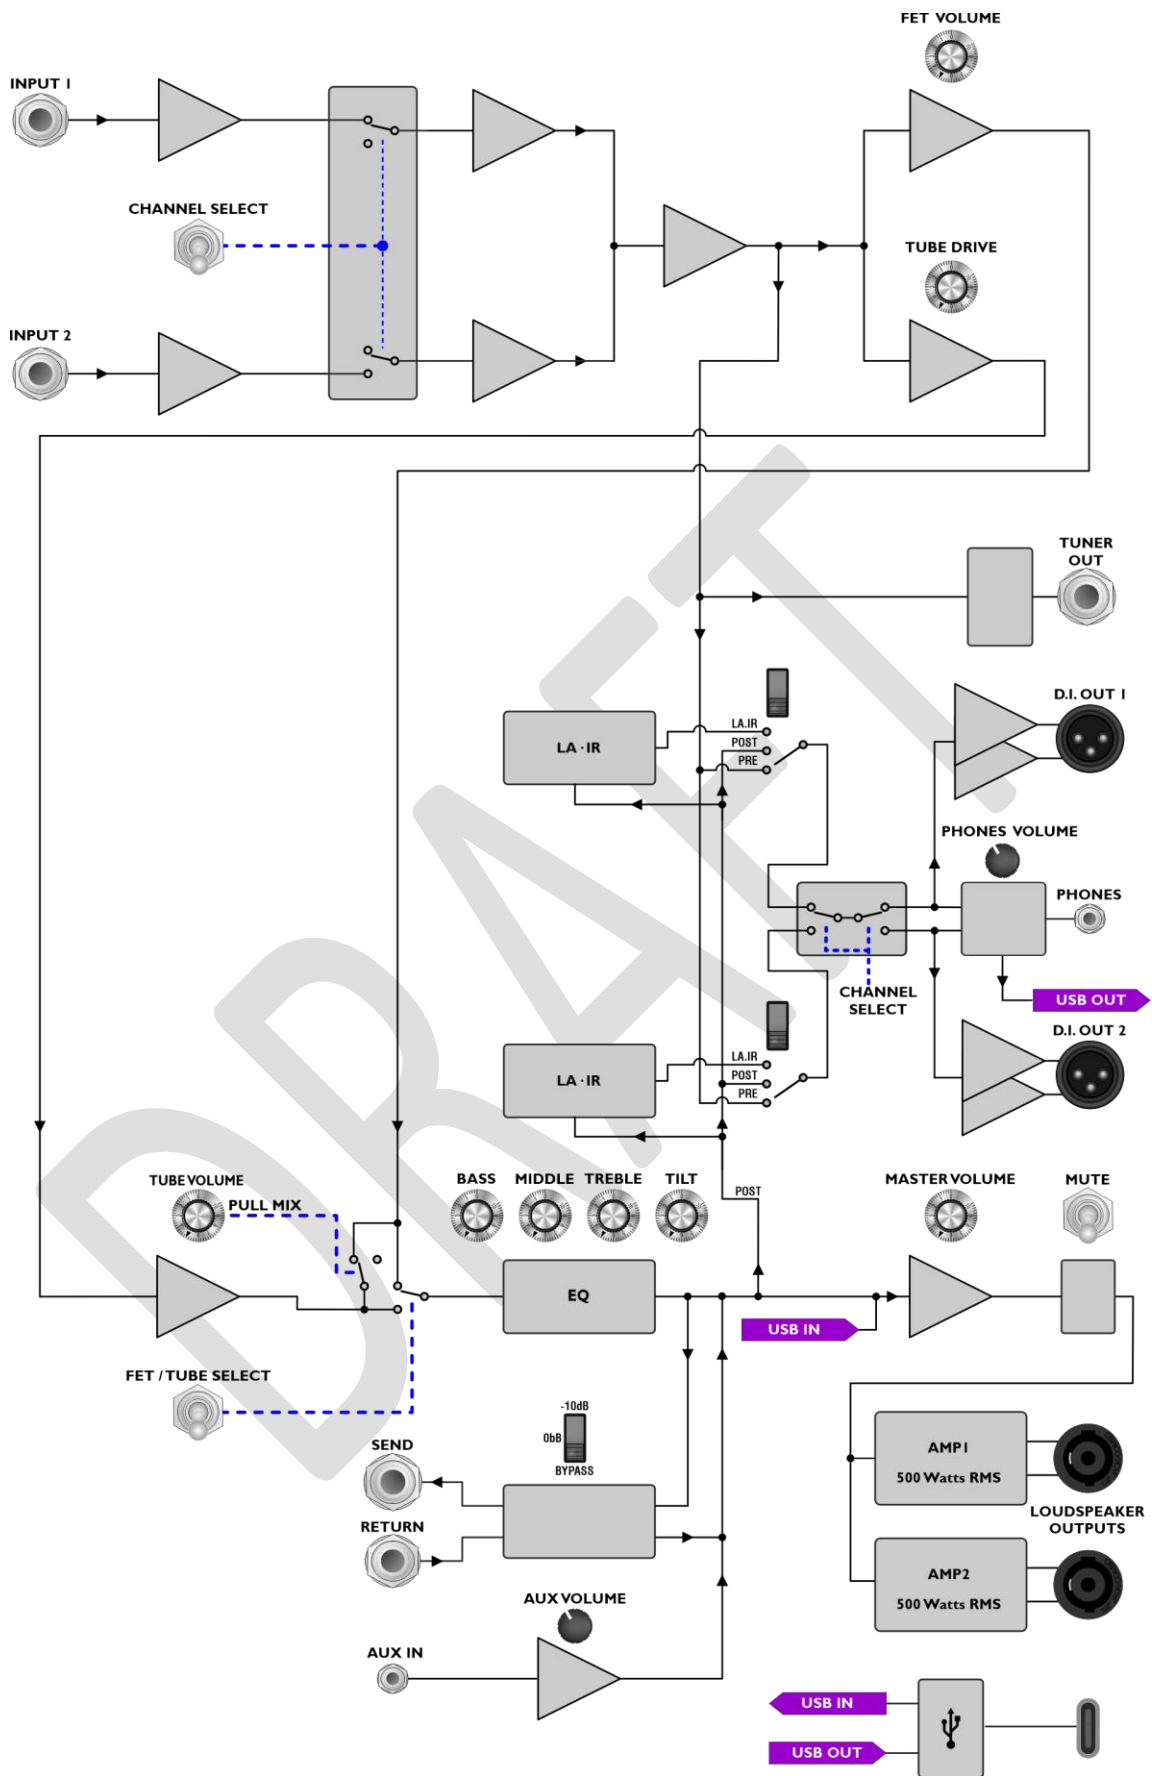 FET VOLUME
INPUT 1
CHANNEL SELECT
TUBE DRIVE
INPUT 2
TUNER
OUT
D.I. OUT 1
LA.IR
LA · IR
POST
PRE
PHONES VOLUME
PHONES
CHANNEL
SELECT
USB OUT
D.I. OUT 2
LA.IR
LA · IR
POST
PRE
TUBE VOLUME
PULL MIX
BASS
MIDDLE
TREBLE
TILT
POST
MASTER VOLUME
MUTE
EQ
USB IN
FET / TUBE SELECT
-10dB
0bB
BYPASS
SEND
RETURN
AMP1
500 Watts RMS
LOUDSPEAKER
OUTPUTS
AMP2
500 Watts RMS
AUX VOLUME
AUX IN
USB IN
USB OUT
DRAFT